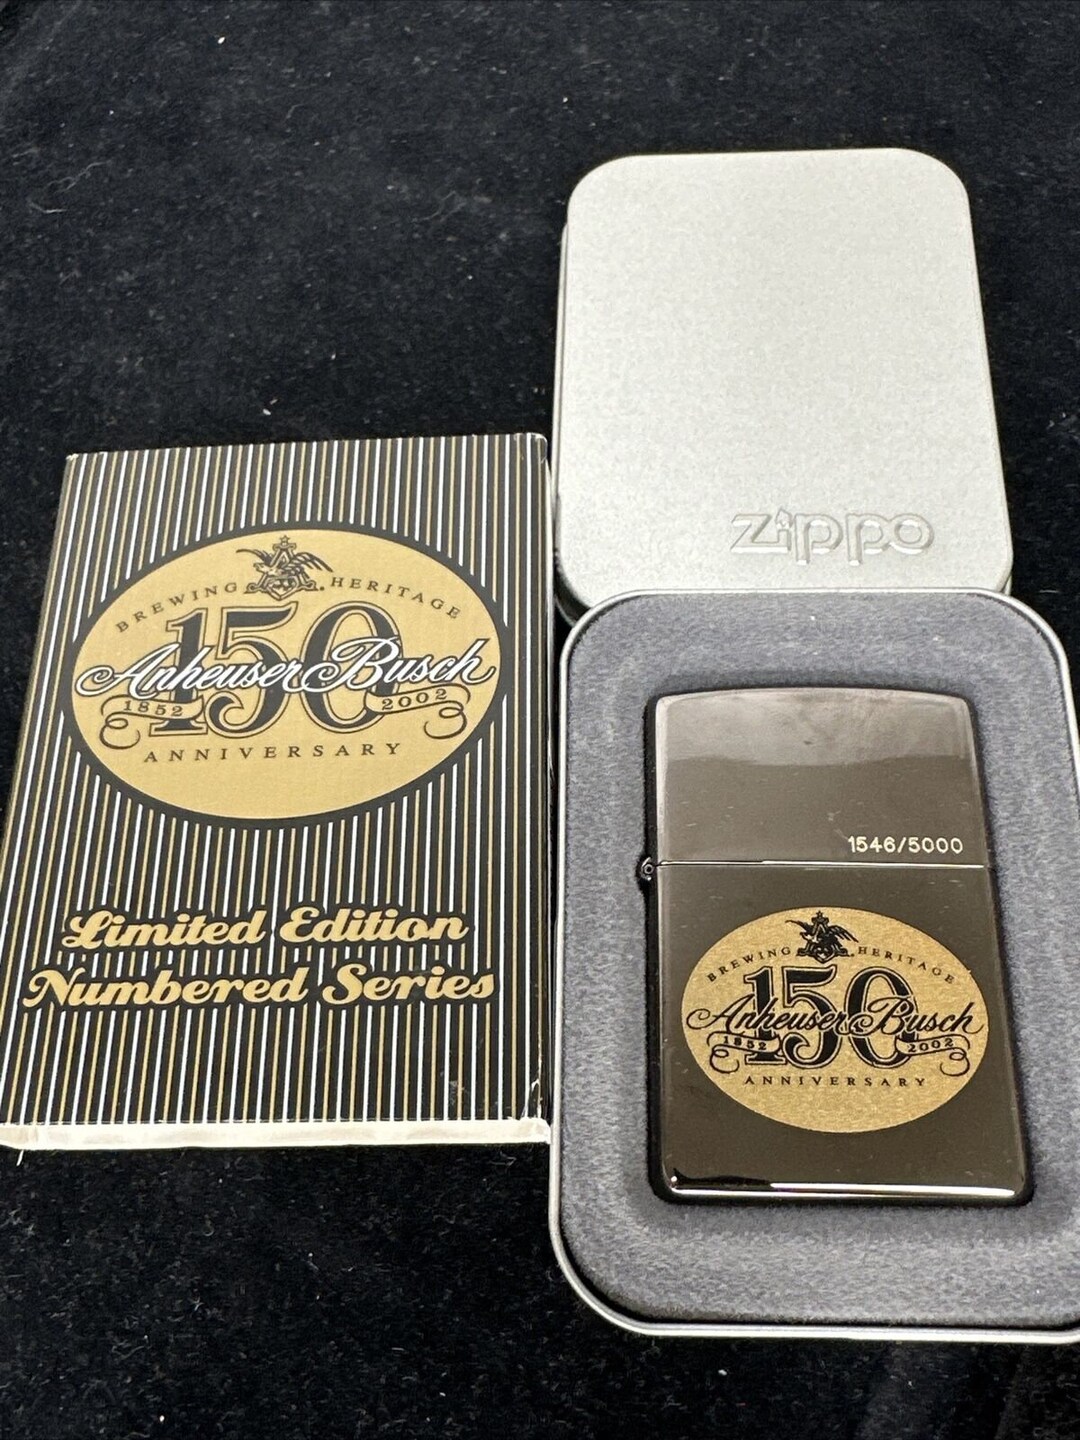 zippo
BREWING HERITAGE
150
Anheuser Busch
1852 2002
ANNIVERSARY
Limited Edition
Numbered Series
1546/5000
BREWING HERITAGE
150
Anheuser Busch
1852 2002
ANNIVERSARY